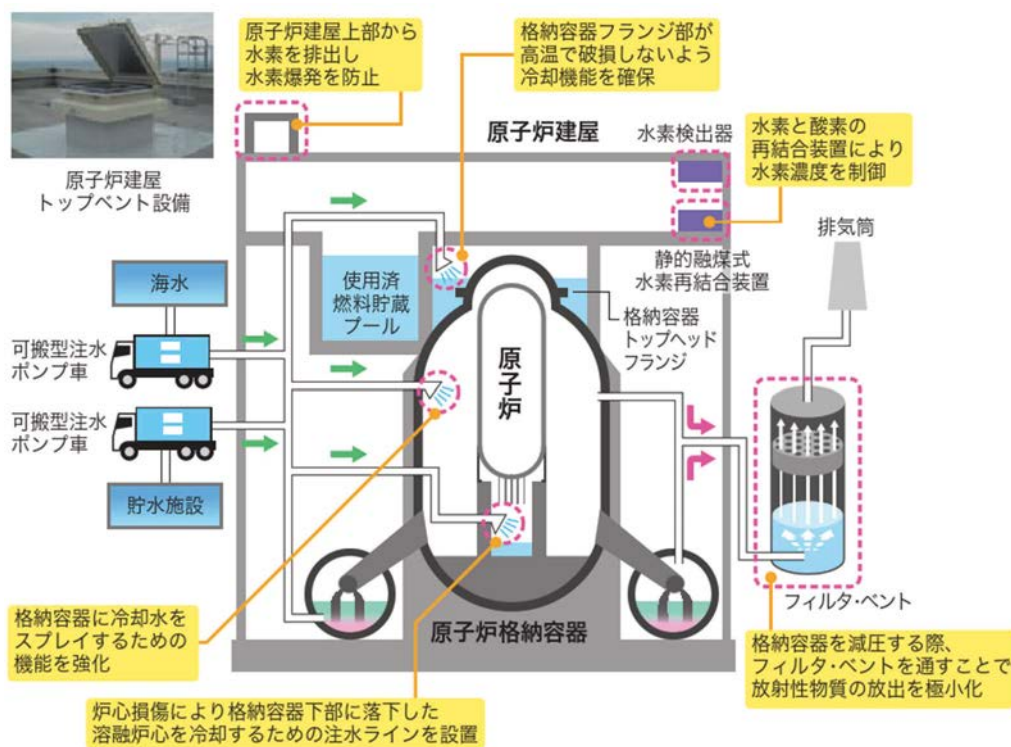 原子炉建屋上部から
水素を排出し
水素爆発を防止
格納容器フランジ部が
高温で破損しないよう
冷却機能を確保
原子炉建屋
水素検出器
水素と酸素の
再結合装置により
水素濃度を制御
原子炉建屋
トップベント設備
排気筒
静的融煤式
水素再結合装置
海水
使用済
燃料貯蔵
プール
格納容器
トップヘッド
フランジ
可搬型注水
ポンプ車
原子炉
可搬型注水
ポンプ車
貯水施設
フィルタ・ベント
格納容器に冷却水を
スプレイするための
機能を強化
原子炉格納容器
格納容器を減圧する際、
フィルタ・ベントを通すことで
放射性物質の放出を極小化
炉心損傷により格納容器下部に落下した
溶融炉心を冷却するための注水ラインを設置